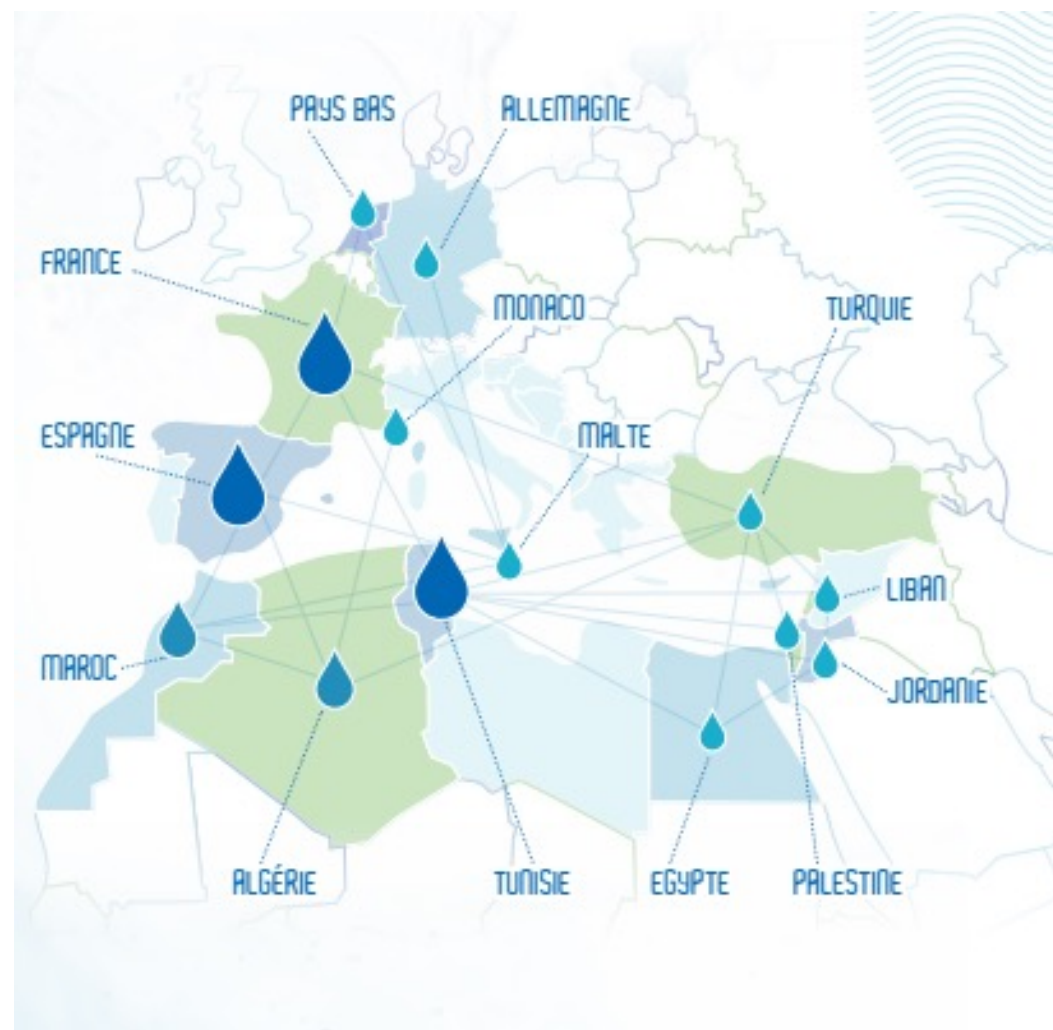 PAYS BAS
ALLEMAGNE
FRANCE
MONACO
TURQUIE
ESPAGNE
MALTE
LIBAN
MAROC
JORDANIE
ALGÉRIE
TUNISIE
EGYPTE
PALESTINE